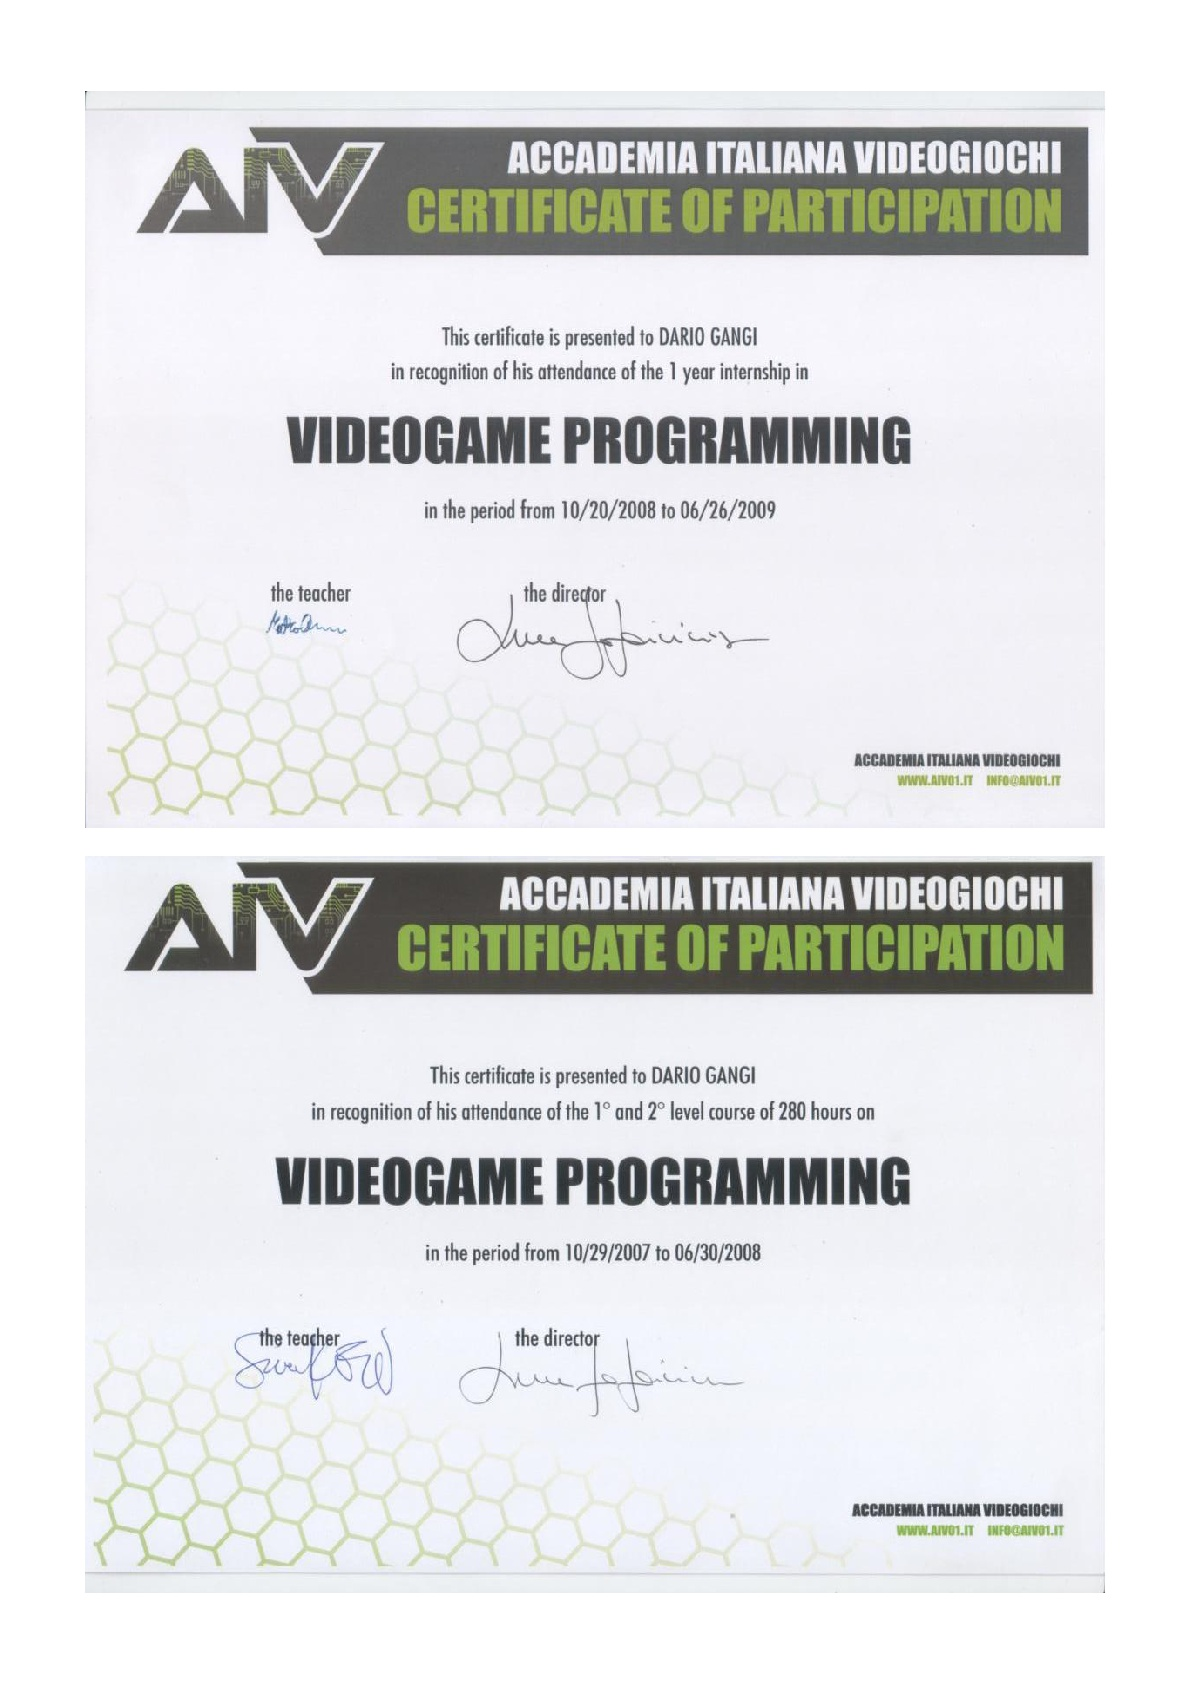 AIV
ACCADEMIA ITALIANA VIDEOGIOCHI
CERTIFICATE OF PARTICIPATION
This certificate is presented to DARIO GANGI
in recognition of his attendance of the 1 year internship in
VIDEOGAME PROGRAMMING
in the period from 10/20/2008 to 06/26/2009
the teacher the director
ACCADEMIA ITALIANA VIDEOGIOCHI
WWW.AIV01.IT INFO@AIV01.IT
AIV
ACCADEMIA ITALIANA VIDEOGIOCHI
CERTIFICATE OF PARTICIPATION
This certificate is presented to DARIO GANGI
in recognition of his attendance of the 1° and 2° level course of 280 hours on
VIDEOGAME PROGRAMMING
in the period from 10/29/2007 to 06/30/2008
the teacher the director
ACCADEMIA ITALIANA VIDEOGIOCHI
WWW.AIV01.IT INFO@AIV01.IT